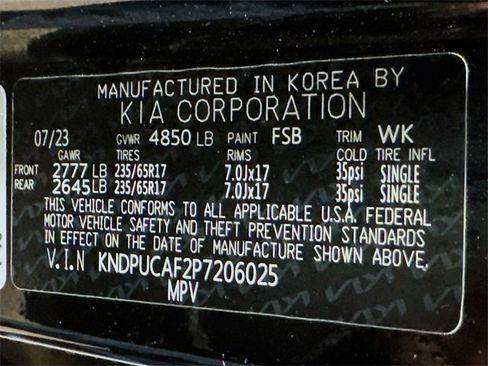 MANUFACTURED IN KOREA BY
KIA CORPORATION
07/23 GVWR 4850 LB PAINT FSB TRIM WK
GAWR TIRES RIMS COLD TIRE INFL
FRONT 2777 LB 235/65R17 7.0Jx17 35psi SINGLE
REAR 2645 LB 235/65R17 7.0Jx17 35psi SINGLE
THIS VEHICLE CONFORMS TO ALL APPLICABLE U.S.A. FEDERAL
MOTOR VEHICLE SAFETY AND THEFT PREVENTION STANDARDS
IN EFFECT ON THE DATE OF MANUFACTURE SHOWN ABOVE.
V.I.N KNDPUCAF2P7206025
MPV